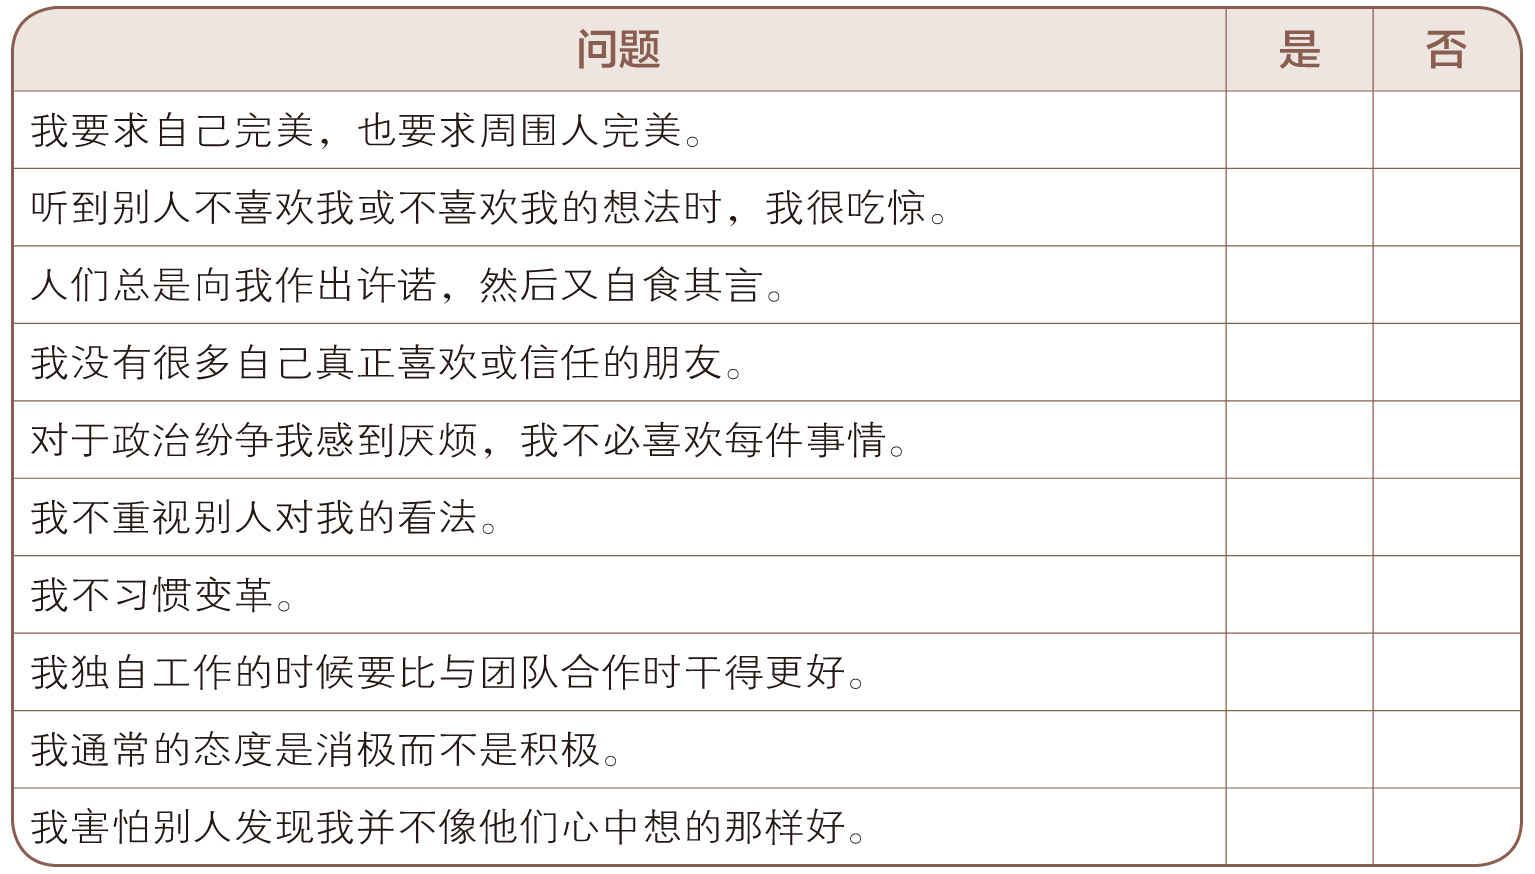 问题 是 否
我要求自己完美，也要求周围人完美。
听到别人不喜欢我或不喜欢我的想法时，我很吃惊。
人们总是向我作出许诺，然后又自食其言。
我没有很多自己真正喜欢或信任的朋友。
对于政治纷争我感到厌烦，我不必喜欢每件事情。
我不重视别人对我的看法。
我不习惯变革。
我独自工作的时候要比与团队合作时干得更好。
我通常的态度是消极而不是积极。
我害怕别人发现我并不像他们心中想的那样好。